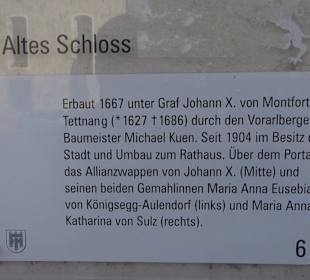 Altes Schloss
Erbaut 1667 unter Graf Johann X. von Montfort
Tettnang (*1627 †1686) durch den Vorarlberge
Baumeister Michael Kuen. Seit 1904 im Besitz d
Stadt und Umbau zum Rathaus. Über dem Porta
das Allianzwappen von Johann X. (Mitte) und
seinen beiden Gemahlinnen Maria Anna Eusebia
von Königsegg-Aulendorf (links) und Maria Anna
Katharina von Sulz (rechts).
6